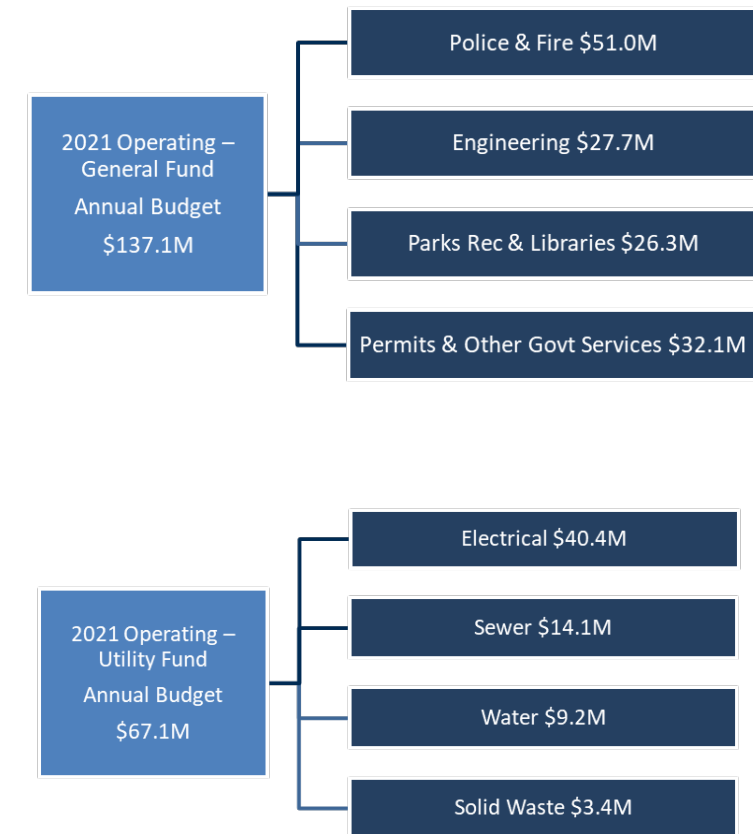 Police & Fire $51.0M
2021 Operating –
General Fund
Annual Budget
$137.1M
Engineering $27.7M
Parks Rec & Libraries $26.3M
Permits & Other Govt Services $32.1M
Electrical $40.4M
2021 Operating –
Utility Fund
Annual Budget
$67.1M
Sewer $14.1M
Water $9.2M
Solid Waste $3.4M